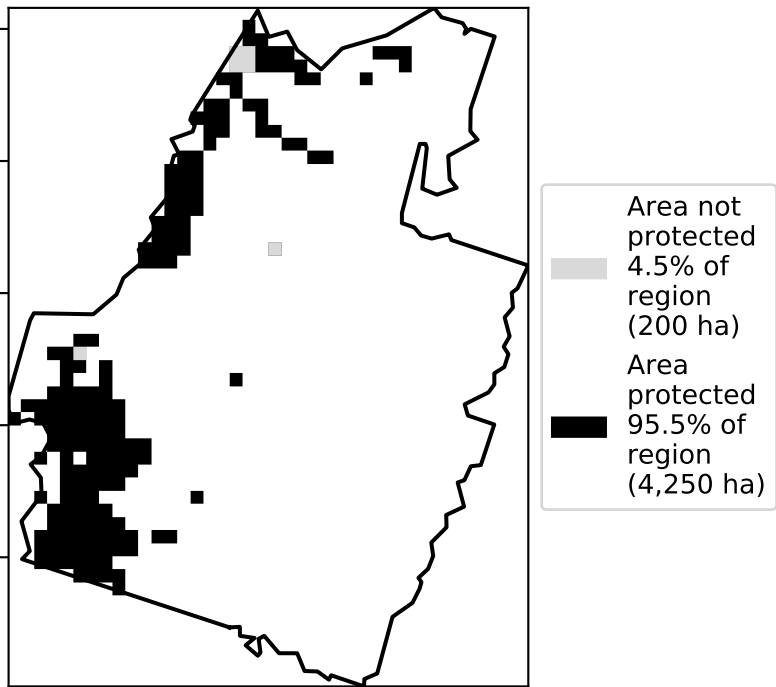 Area not
protected
4.5% of
region
(200 ha)
Area
protected
95.5% of
region
(4,250 ha)